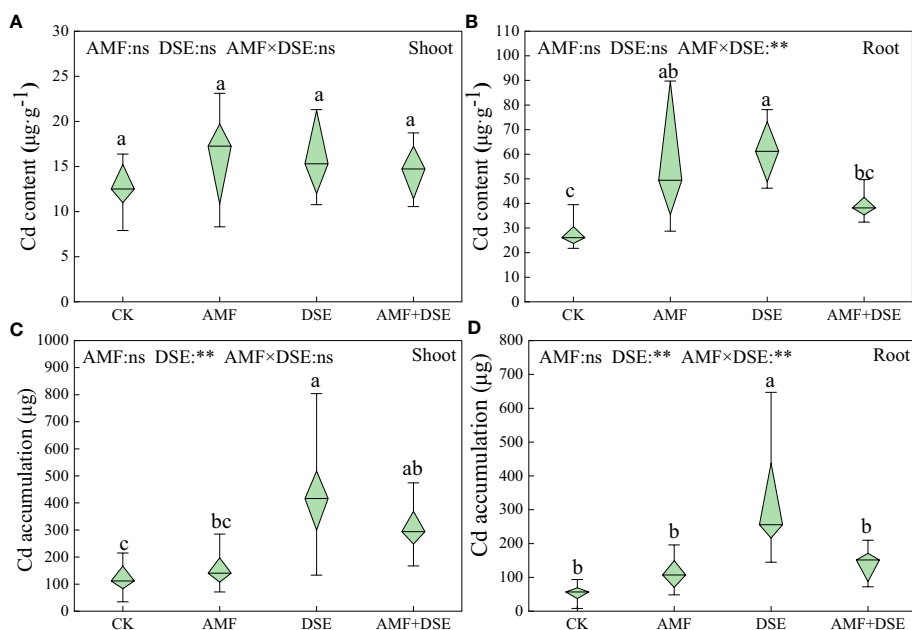 A
AMF:ns DSE:ns AMF×DSE:ns Shoot
Cd content (μg·g⁻¹)
30
25
20
15
10
5
0
a
a
a
a
CK AMF DSE AMF+DSE
B
AMF:ns DSE:ns AMF×DSE:** Root
Cd content (μg·g⁻¹)
110
100
90
80
70
60
50
40
30
20
10
0
c
ab
a
bc
CK AMF DSE AMF+DSE
C
AMF:ns DSE:** AMF×DSE:ns Shoot
Cd accumulation (μg)
1000
900
800
700
600
500
400
300
200
100
0
c
bc
a
ab
CK AMF DSE AMF+DSE
D
AMF:ns DSE:** AMF×DSE:** Root
Cd accumulation (μg)
800
700
600
500
400
300
200
100
0
b
b
a
b
CK AMF DSE AMF+DSE